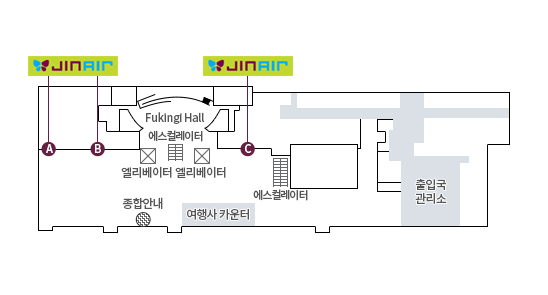 JINAIR JINAIR
Fukingl Hall
에스컬레이터
A B C
엘리베이터 엘리베이터
에스컬레이터
출입국
관리소
종합안내
여행사 카운터